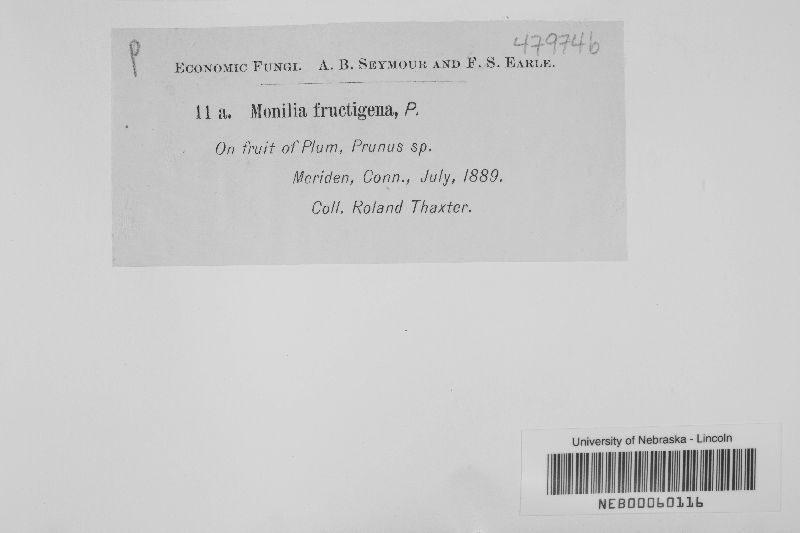 P
479746
ECONOMIC FUNGI. A. B. SEYMOUR AND F. S. EARLE.
11 a. Monilia fructigena, P.
On fruit of Plum, Prunus sp.
Meriden, Conn., July, 1889.
Coll. Roland Thaxter.
University of Nebraska - Lincoln
NEB00060116